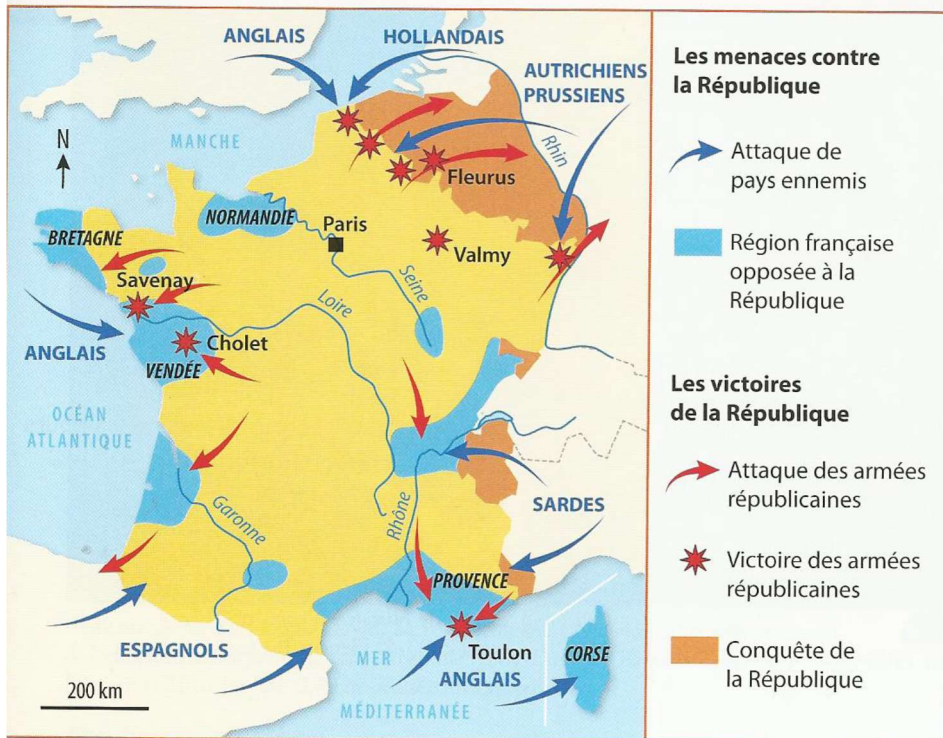 ANGLAIS
HOLLANDAIS
AUTRICHIENS
PRUSSIENS
N
MANCHE
Rhin
Fleurus
NORMANDIE
Paris
BRETAGNE
Valmy
Savenay
Seine
Loire
Cholet
ANGLAIS
VENDÉE
OCÉAN
ATLANTIQUE
SARDES
Garonne
Rhône
PROVENCE
ESPAGNOLS
MER
MÉDITERRANÉE
Toulon
ANGLAIS
CORSE
200 km
Les menaces contre
la République
Attaque de
pays ennemis
Région française
opposée à la
République
Les victoires
de la République
Attaque des armées
républicaines
Victoire des armées
républicaines
Conquête de
la République